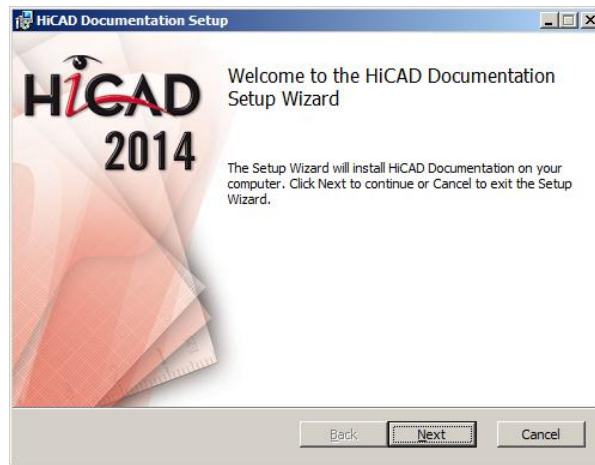 HiCAD Documentation Setup
HiCAD
2014
Welcome to the HiCAD Documentation
Setup Wizard
The Setup Wizard will install HiCAD Documentation on your
computer. Click Next to continue or Cancel to exit the Setup
Wizard.
Back Next Cancel